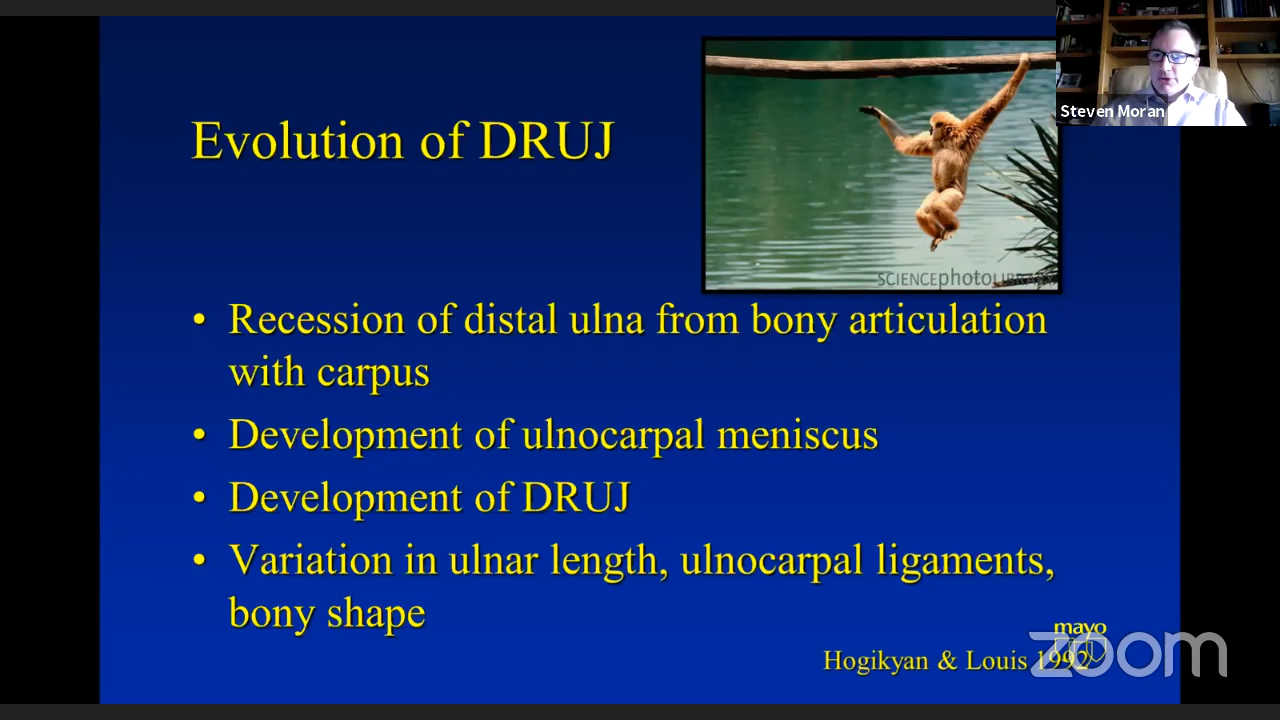 Steven Moran
Evolution of DRUJ
SCIENCEphotoLIBRARY
• Recession of distal ulna from bony articulation
with carpus
• Development of ulnocarpal meniscus
• Development of DRUJ
• Variation in ulnar length, ulnocarpal ligaments,
bony shape
mayo
Hogikyan & Louis 1992
zoom